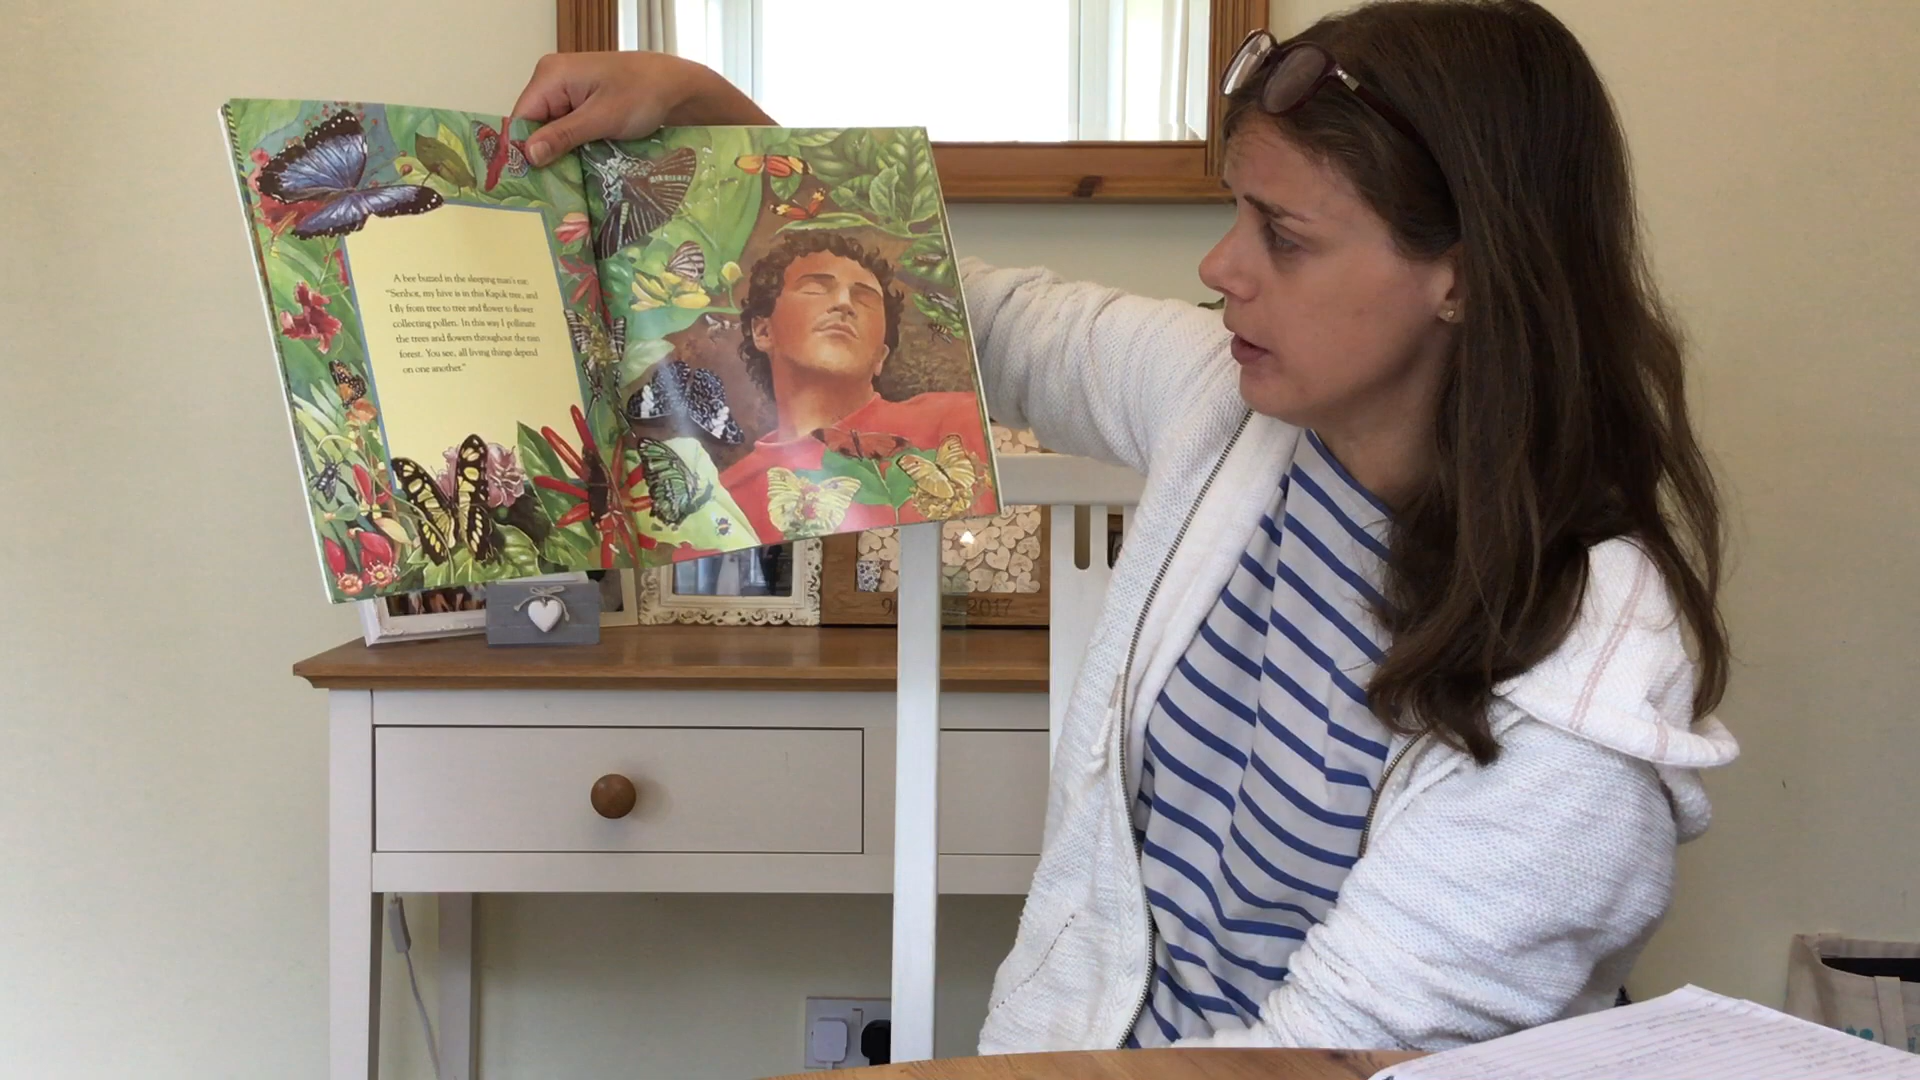 A bee buzzed in the sleeping man's ear.
"Senhor, my hive is in this Kapok tree, and
I fly from tree to tree and flower to flower
collecting pollen. In this way I pollinate
the trees and flowers throughout the rain
forest. You see, all living things depend
on one another."
2017